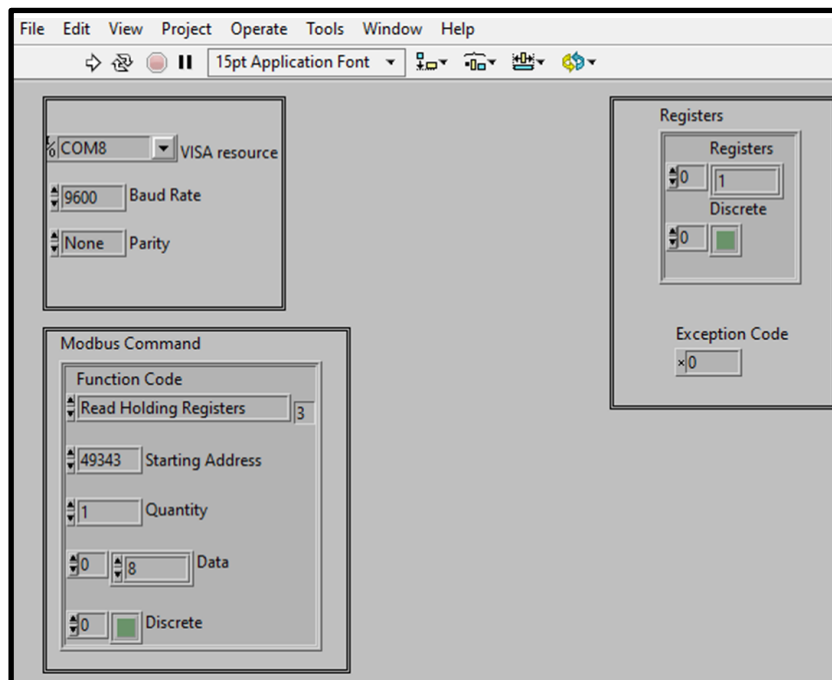 File Edit View Project Operate Tools Window Help
15pt Application Font
COM8 VISA resource
9600 Baud Rate
None Parity
Modbus Command
Function Code
Read Holding Registers 3
49343 Starting Address
1 Quantity
0 8 Data
0 Discrete
Registers
Registers
0 1
Discrete
0
Exception Code
×0